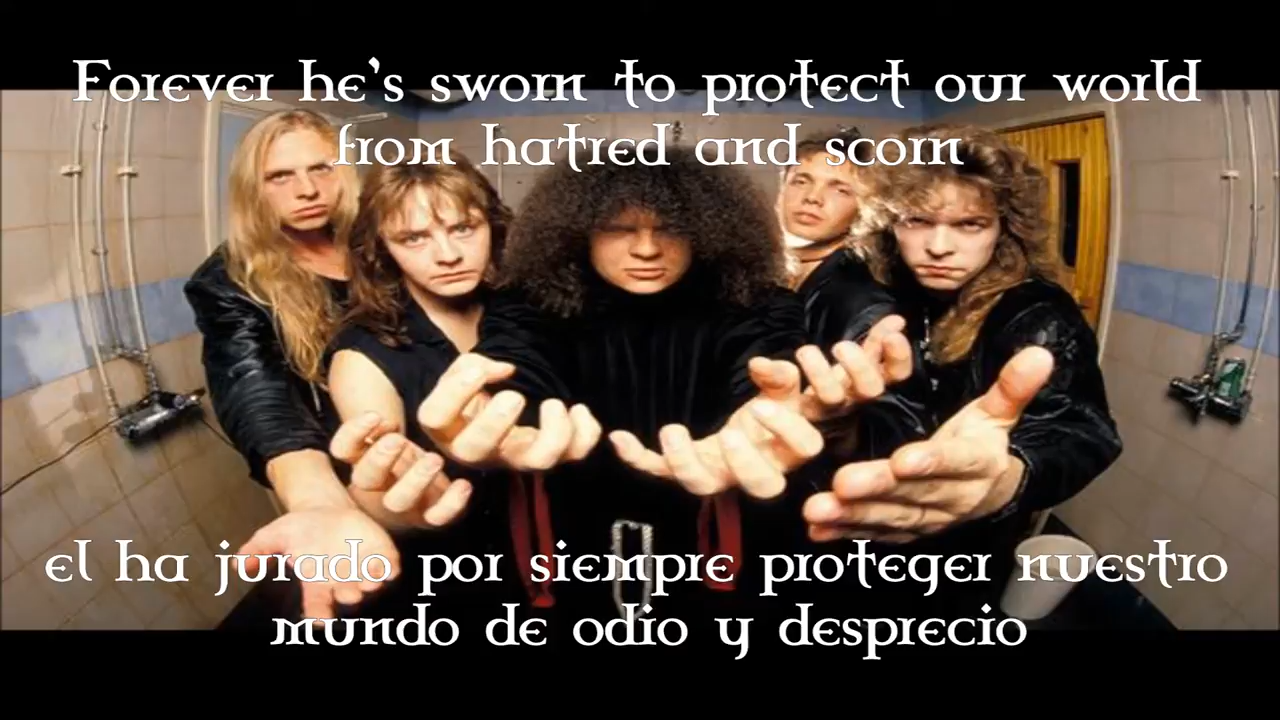 Forever he's sworn to protect our world
from hatred and scorn
el ha jurado por siempre proteger nuestro
mundo de odio y desprecio